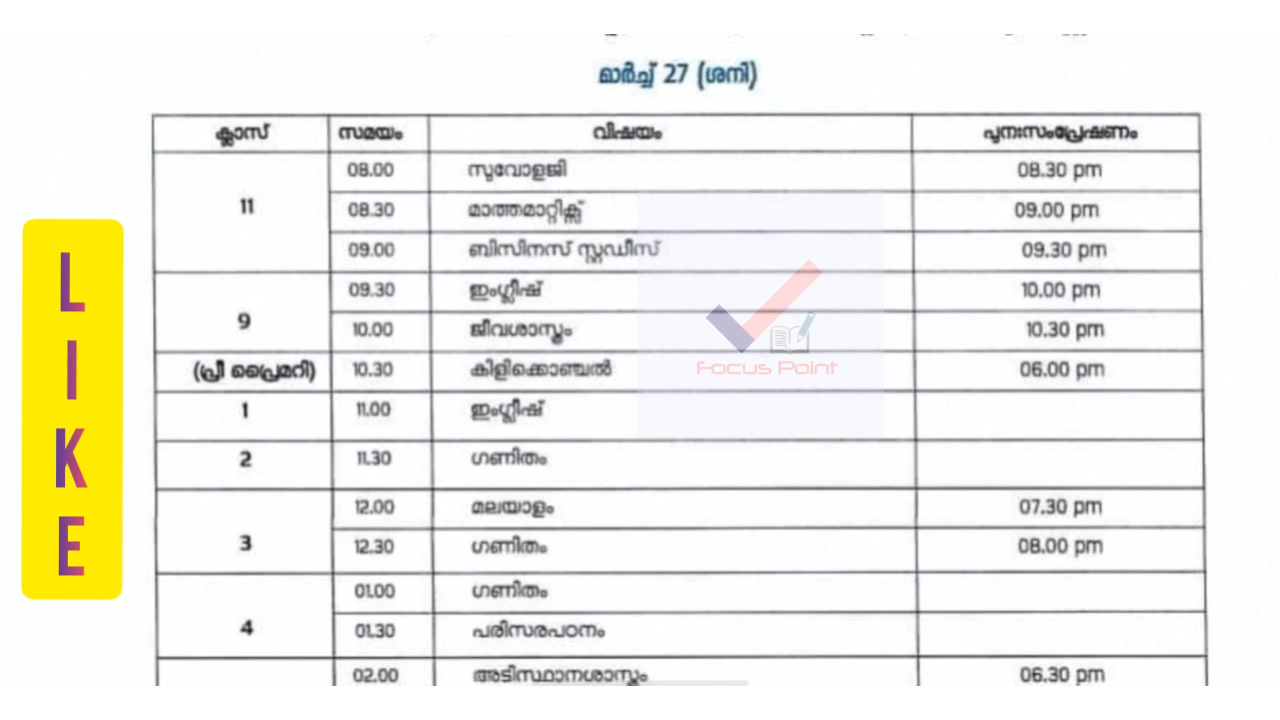 മാർച്ച് 27 (ശനി)
ക്ലാസ് സമയം വിഷയം പുനഃസംപ്രേഷണം
11 08.00 സുവോളജി 08.30 pm
08.30 മാത്തമാറ്റിക്സ് 09.00 pm
09.00 ബിസിനസ് സ്റ്റഡീസ് 09.30 pm
9 09.30 ഇംഗ്ലീഷ് 10.00 pm
10.00 ജീവശാസ്ത്രം 10.30 pm
(പ്രീ പ്രൈമറി) 10.30 കിളിക്കൊഞ്ചൽ 06.00 pm
1 11.00 ഇംഗ്ലീഷ്
2 11.30 ഗണിതം
3 12.00 മലയാളം 07.30 pm
12.30 ഗണിതം 08.00 pm
4 01.00 ഗണിതം
01.30 പരിസരപഠനം
02.00 അടിസ്ഥാനശാസ്ത്രം 06.30 pm
LIKE
Focus Point